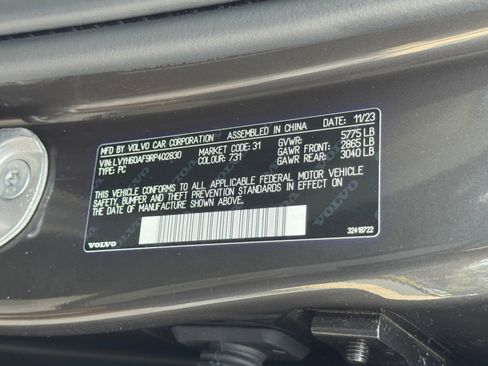 MFD BY VOLVO CAR CORPORATION ASSEMBLED IN CHINA DATE: 11/23
VIN: LVYH60AF9RP402830 MARKET CODE: 31 GVWR: 5775 LB
TYPE: PC COLOUR: 731 GAWR FRONT: 2865 LB
GAWR REAR: 3040 LB
THIS VEHICLE CONFORMS TO ALL APPLICABLE FEDERAL MOTOR VEHICLE
SAFETY, BUMPER AND THEFT PREVENTION STANDARDS IN EFFECT ON
THE DATE OF MANUFACTURE SHOWN ABOVE.
VOLVO 32418722